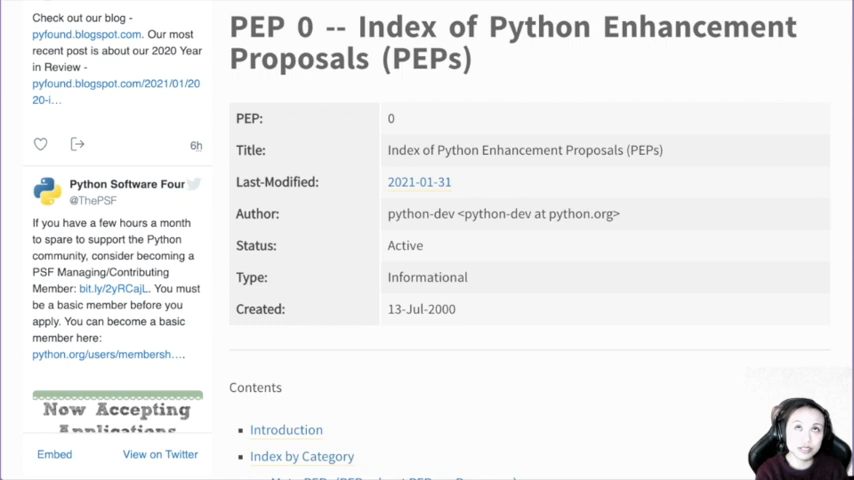 Check out our blog -
pyfound.blogspot.com. Our most
recent post is about our 2020 Year
in Review -
pyfound.blogspot.com/2021/01/20
20-i…
6h
Python Software Four
@ThePSF
If you have a few hours a month
to spare to support the Python
community, consider becoming a
PSF Managing/Contributing
Member: bit.ly/2yRCajL. You must
be a basic member before you
apply. You can become a basic
member here:
python.org/users/membersh….
Now Accepting
Applications
Embed
View on Twitter
PEP 0 -- Index of Python Enhancement
Proposals (PEPs)
PEP: 0
Title: Index of Python Enhancement Proposals (PEPs)
Last-Modified: 2021-01-31
Author: python-dev <python-dev at python.org>
Status: Active
Type: Informational
Created: 13-Jul-2000
Contents
Introduction
Index by Category